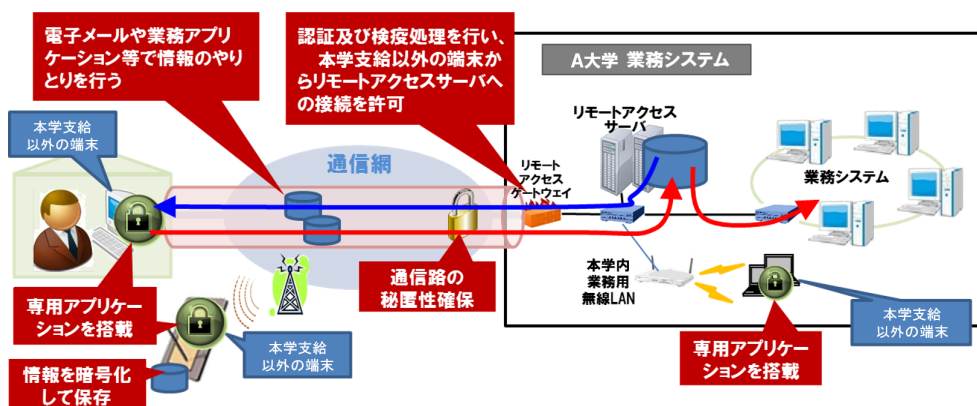 電子メールや業務アプリ
ケーション等で情報のやり
とりを行う
認証及び検疫処理を行い、
本学支給以外の端末か
らリモートアクセスサーバへ
の接続を許可
A大学 業務システム
本学支給
以外の端末
通信網
リモート
アクセス
ゲートウェイ
リモートアクセス
サーバ
業務システム
専用アプリケー
ションを搭載
通信路の
秘匿性確保
本学内
業務用
無線LAN
本学支給
以外の端末
専用アプリケー
ションを搭載
本学支給
以外の端末
情報を暗号化
して保存